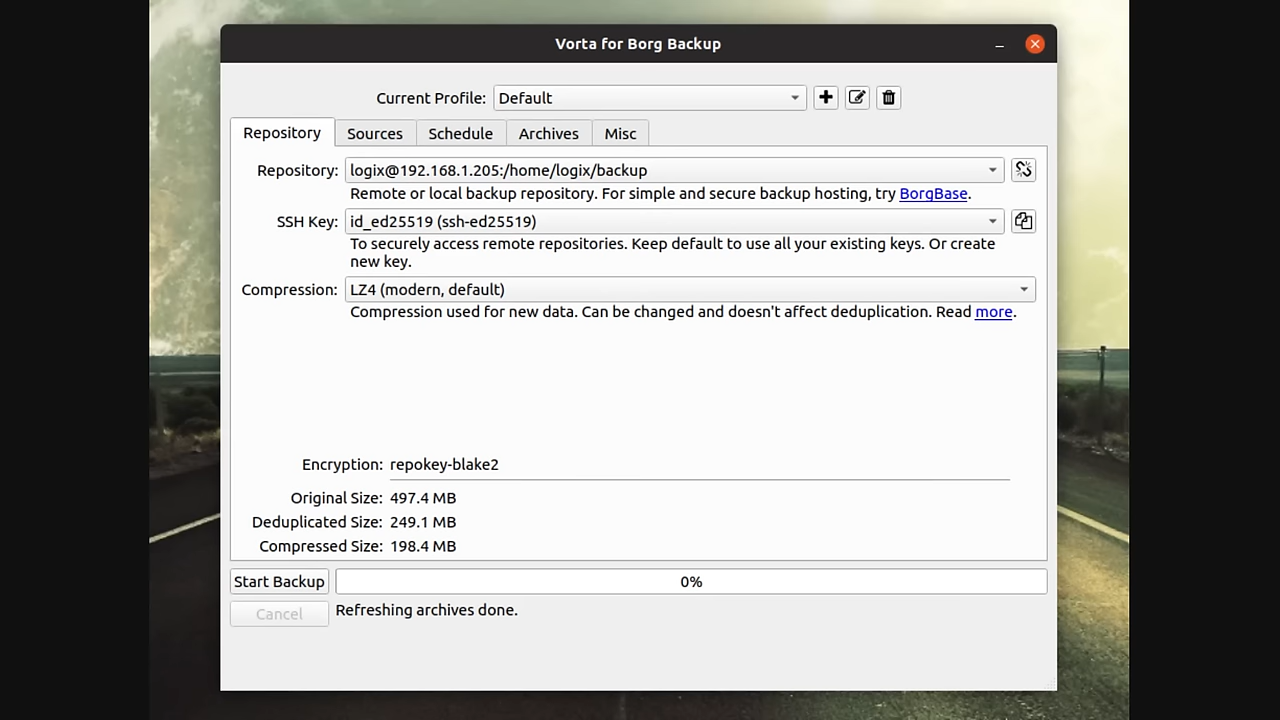 Vorta for Borg Backup
Current Profile: Default
Repository Sources Schedule Archives Misc
Repository: logix@192.168.1.205:/home/logix/backup
Remote or local backup repository. For simple and secure backup hosting, try BorgBase.
SSH Key: id_ed25519 (ssh-ed25519)
To securely access remote repositories. Keep default to use all your existing keys. Or create
new key.
Compression: LZ4 (modern, default)
Compression used for new data. Can be changed and doesn't affect deduplication. Read more.
Encryption: repokey-blake2
Original Size: 497.4 MB
Deduplicated Size: 249.1 MB
Compressed Size: 198.4 MB
Start Backup 0%
Cancel Refreshing archives done.